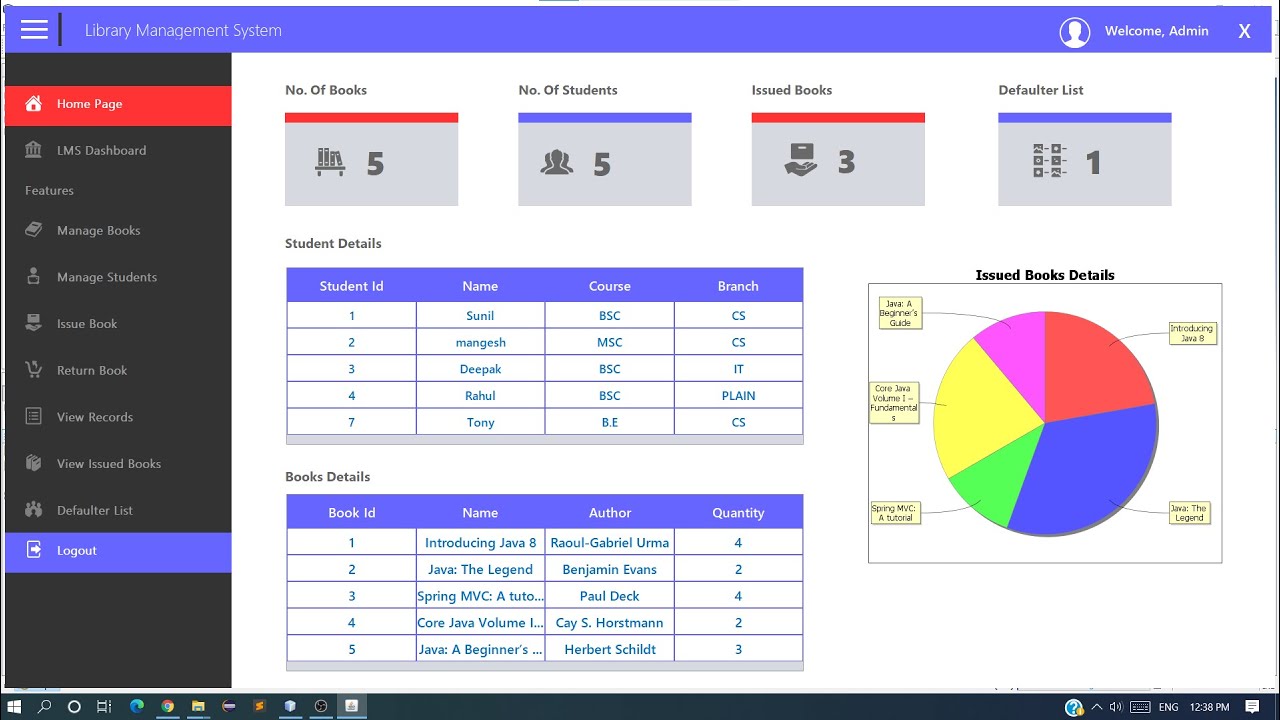 Library Management System
Welcome, Admin
X
Home Page
LMS Dashboard
Features
Manage Books
Manage Students
Issue Book
Return Book
View Records
View Issued Books
Defaulter List
Logout
No. Of Books
5
No. Of Students
5
Issued Books
3
Defaulter List
1
Student Details
Student Id Name Course Branch
1 Sunil BSC CS
2 mangesh MSC CS
3 Deepak BSC IT
4 Rahul BSC PLAIN
7 Tony B.E CS
Books Details
Book Id Name Author Quantity
1 Introducing Java 8 Raoul-Gabriel Urma 4
2 Java: The Legend Benjamin Evans 2
3 Spring MVC: A tuto... Paul Deck 4
4 Core Java Volume I... Cay S. Horstmann 2
5 Java: A Beginner's ... Herbert Schildt 3
Issued Books Details
Java: A
Beginner's
Guide
Introducing
Java 8
Core Java
Volume I –
Fundamental
s
Spring MVC:
A tutorial
Java: The
Legend
ENG
12:38 PM